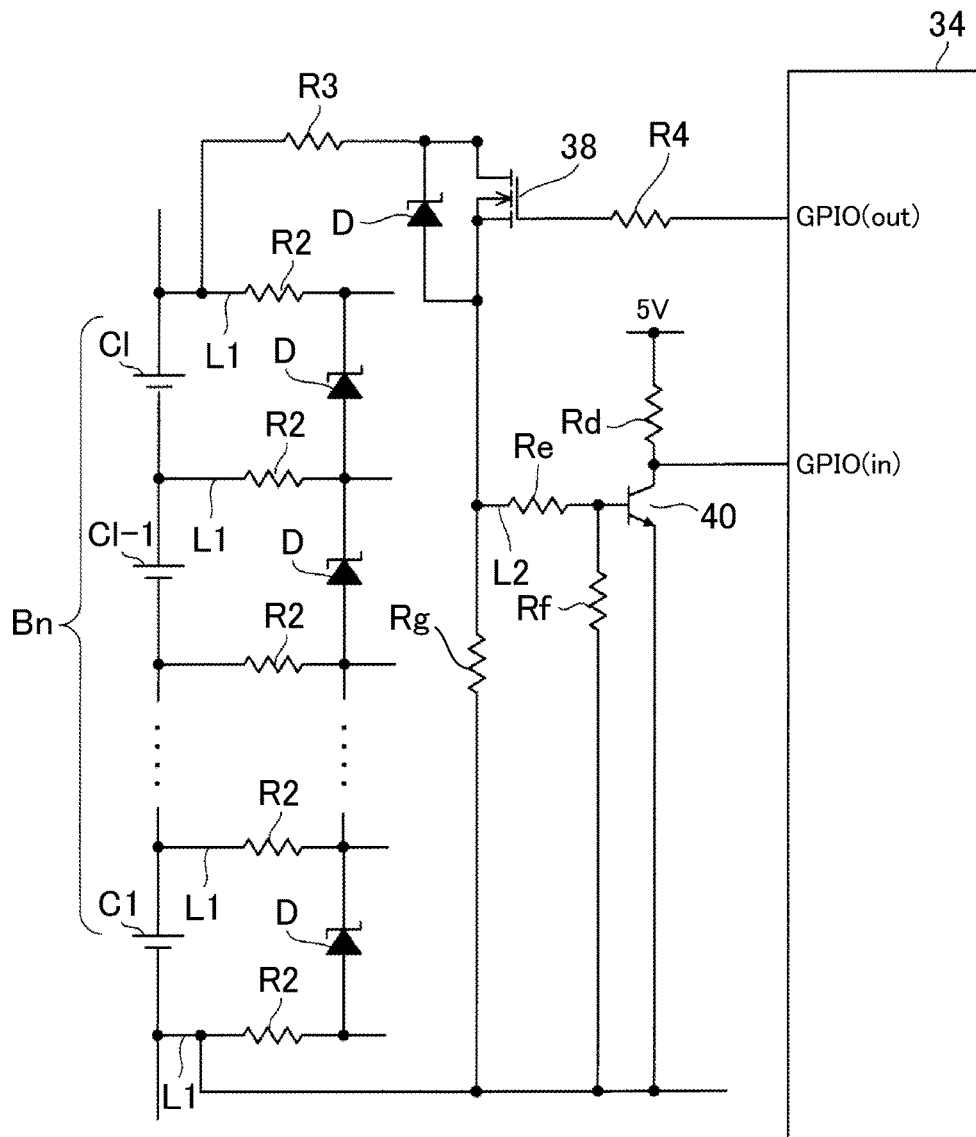 34
R3
38
R4
GPIO(out)
D
R2
5V
Cl
L1
D
Rd
R2
Re
GPIO(in)
40
Cl-1
L1
D
L2
Rf
Bn
R2
Rg
R2
C1
L1
D
R2
L1